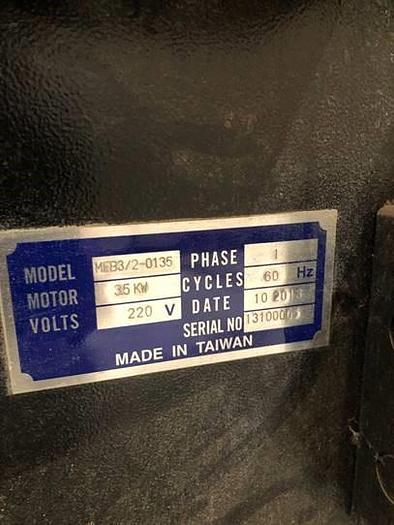 MODEL MEB3/2-0135 PHASE 1
MOTOR 3.5 KW CYCLES 60 Hz
VOLTS 220 V DATE 10 2013
SERIAL NO
MADE IN TAIWAN